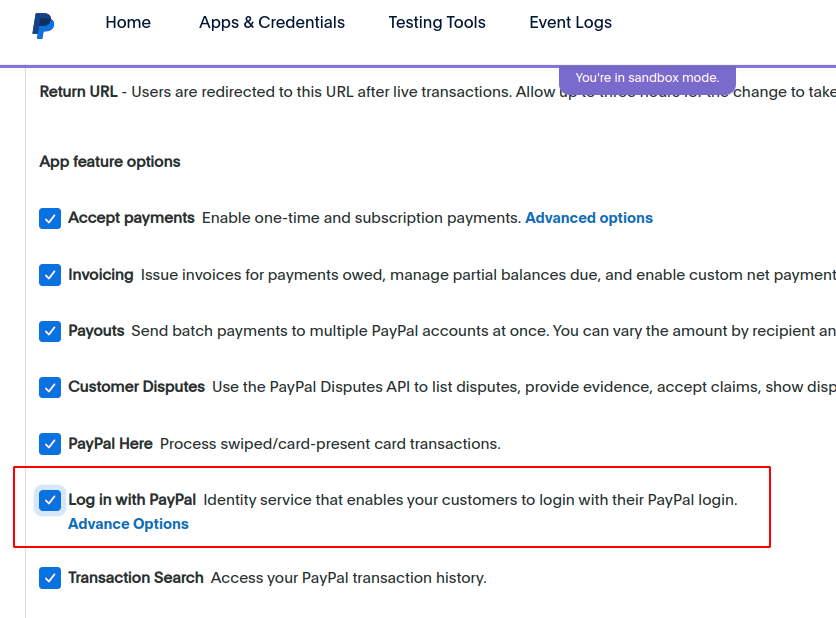 Home Apps & Credentials Testing Tools Event Logs
You're in sandbox mode.
Return URL - Users are redirected to this URL after live transactions. Allow up to three hours for the change to take
App feature options
Accept payments Enable one-time and subscription payments. Advanced options
Invoicing Issue invoices for payments owed, manage partial balances due, and enable custom net payment
Payouts Send batch payments to multiple PayPal accounts at once. You can vary the amount by recipient an
Customer Disputes Use the PayPal Disputes API to list disputes, provide evidence, accept claims, show disp
PayPal Here Process swiped/card-present card transactions.
Log in with PayPal Identity service that enables your customers to login with their PayPal login.
Advance Options
Transaction Search Access your PayPal transaction history.